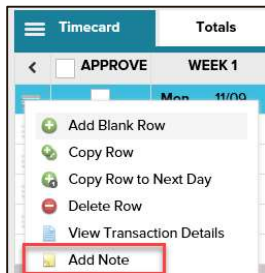 Timecard Totals
< APPROVE WEEK 1
Mon 11/09
Add Blank Row
Copy Row
Copy Row to Next Day
Delete Row
View Transaction Details
Add Note